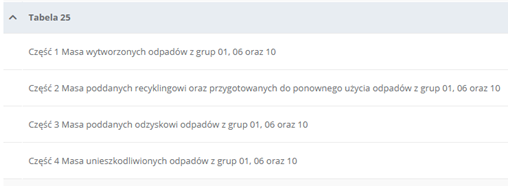 Tabela 25
Część 1 Masa wytworzonych odpadów z grup 01, 06 oraz 10
Część 2 Masa poddanych recyklingowi oraz przygotowanych do ponownego użycia odpadów z grup 01, 06 oraz 10
Część 3 Masa poddanych odzyskowi odpadów z grup 01, 06 oraz 10
Część 4 Masa unieszkodliwionych odpadów z grup 01, 06 oraz 10